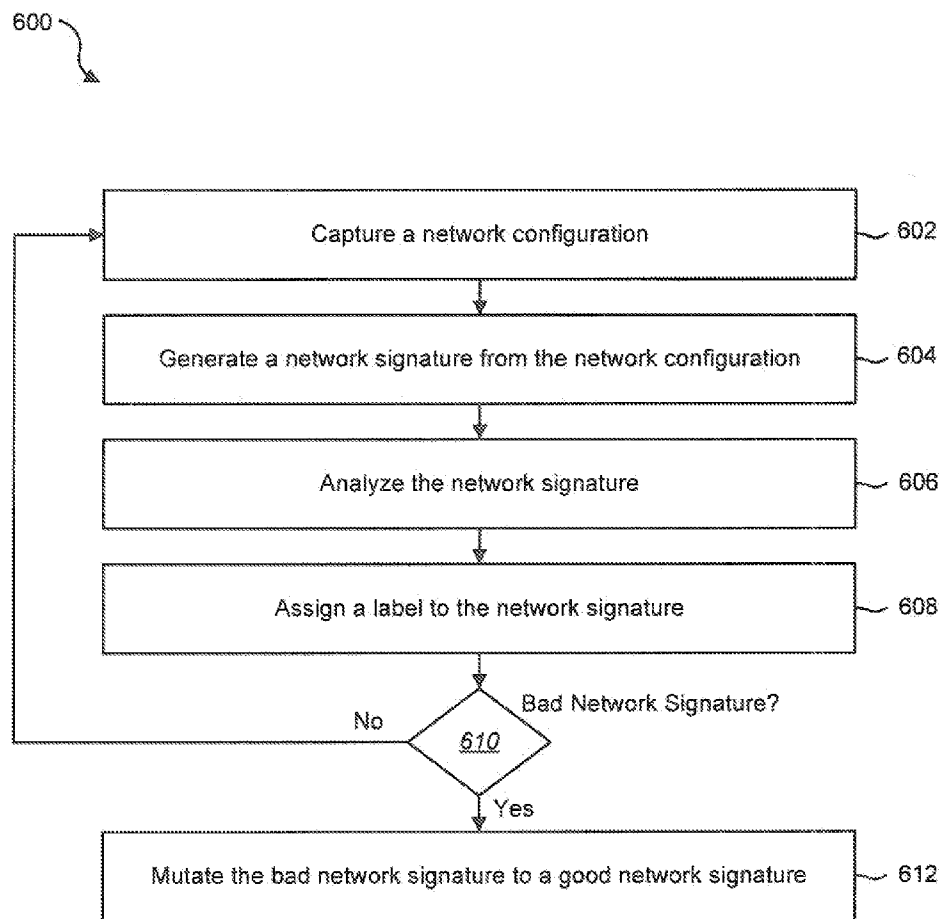 600
Capture a network configuration
602
Generate a network signature from the network configuration
604
Analyze the network signature
606
Assign a label to the network signature
608
Bad Network Signature?
No
610
Yes
Mutate the bad network signature to a good network signature
612